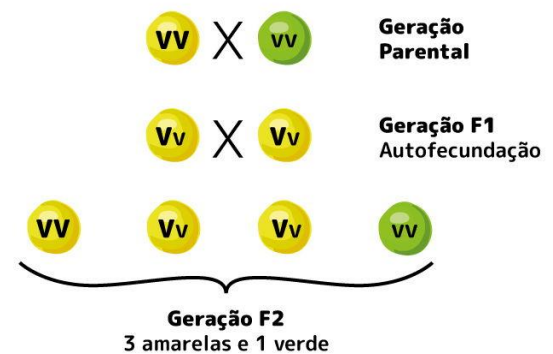 VV X vv Geração
Parental
Vv X Vv Geração F1
Autofecundação
VV Vv Vv vv
Geração F2
3 amarelas e 1 verde